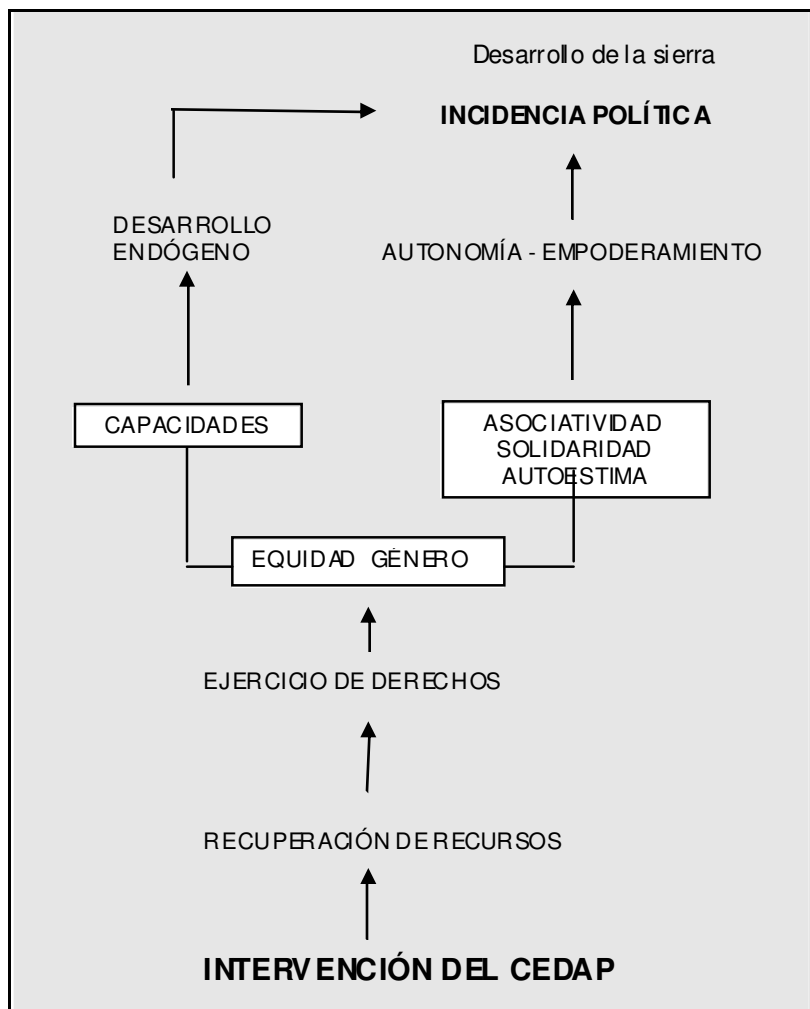 Desarrollo de la sierra
INCIDENCIA POLÍTICA
DESARROLLO
ENDÓGENO
AUTONOMÍA - EMPODERAMIENTO
CAPACIDADES
ASOCIATIVIDAD
SOLIDARIDAD
AUTOESTIMA
EQUIDAD GÉNERO
EJERCICIO DE DERECHOS
RECUPERACIÓN DE RECURSOS
INTERVENCIÓN DEL CEDAP